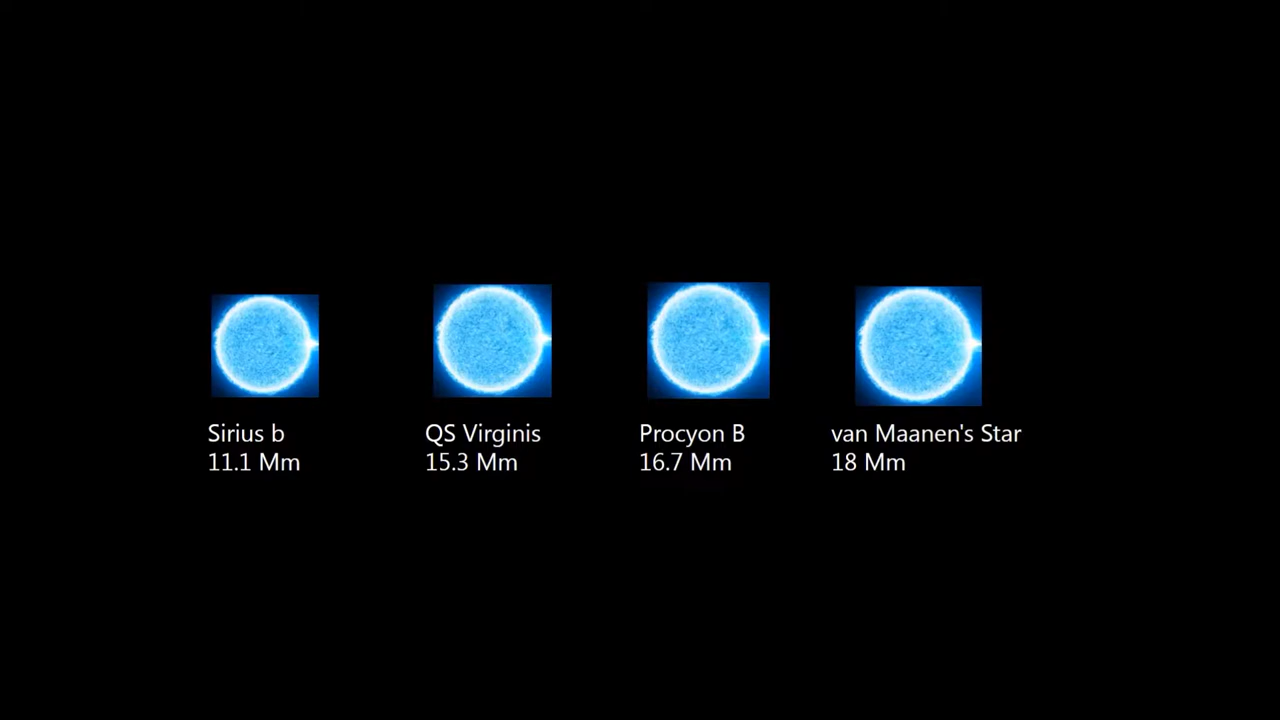 Sirius b
11.1 Mm
QS Virginis
15.3 Mm
Procyon B
16.7 Mm
van Maanen's Star
18 Mm